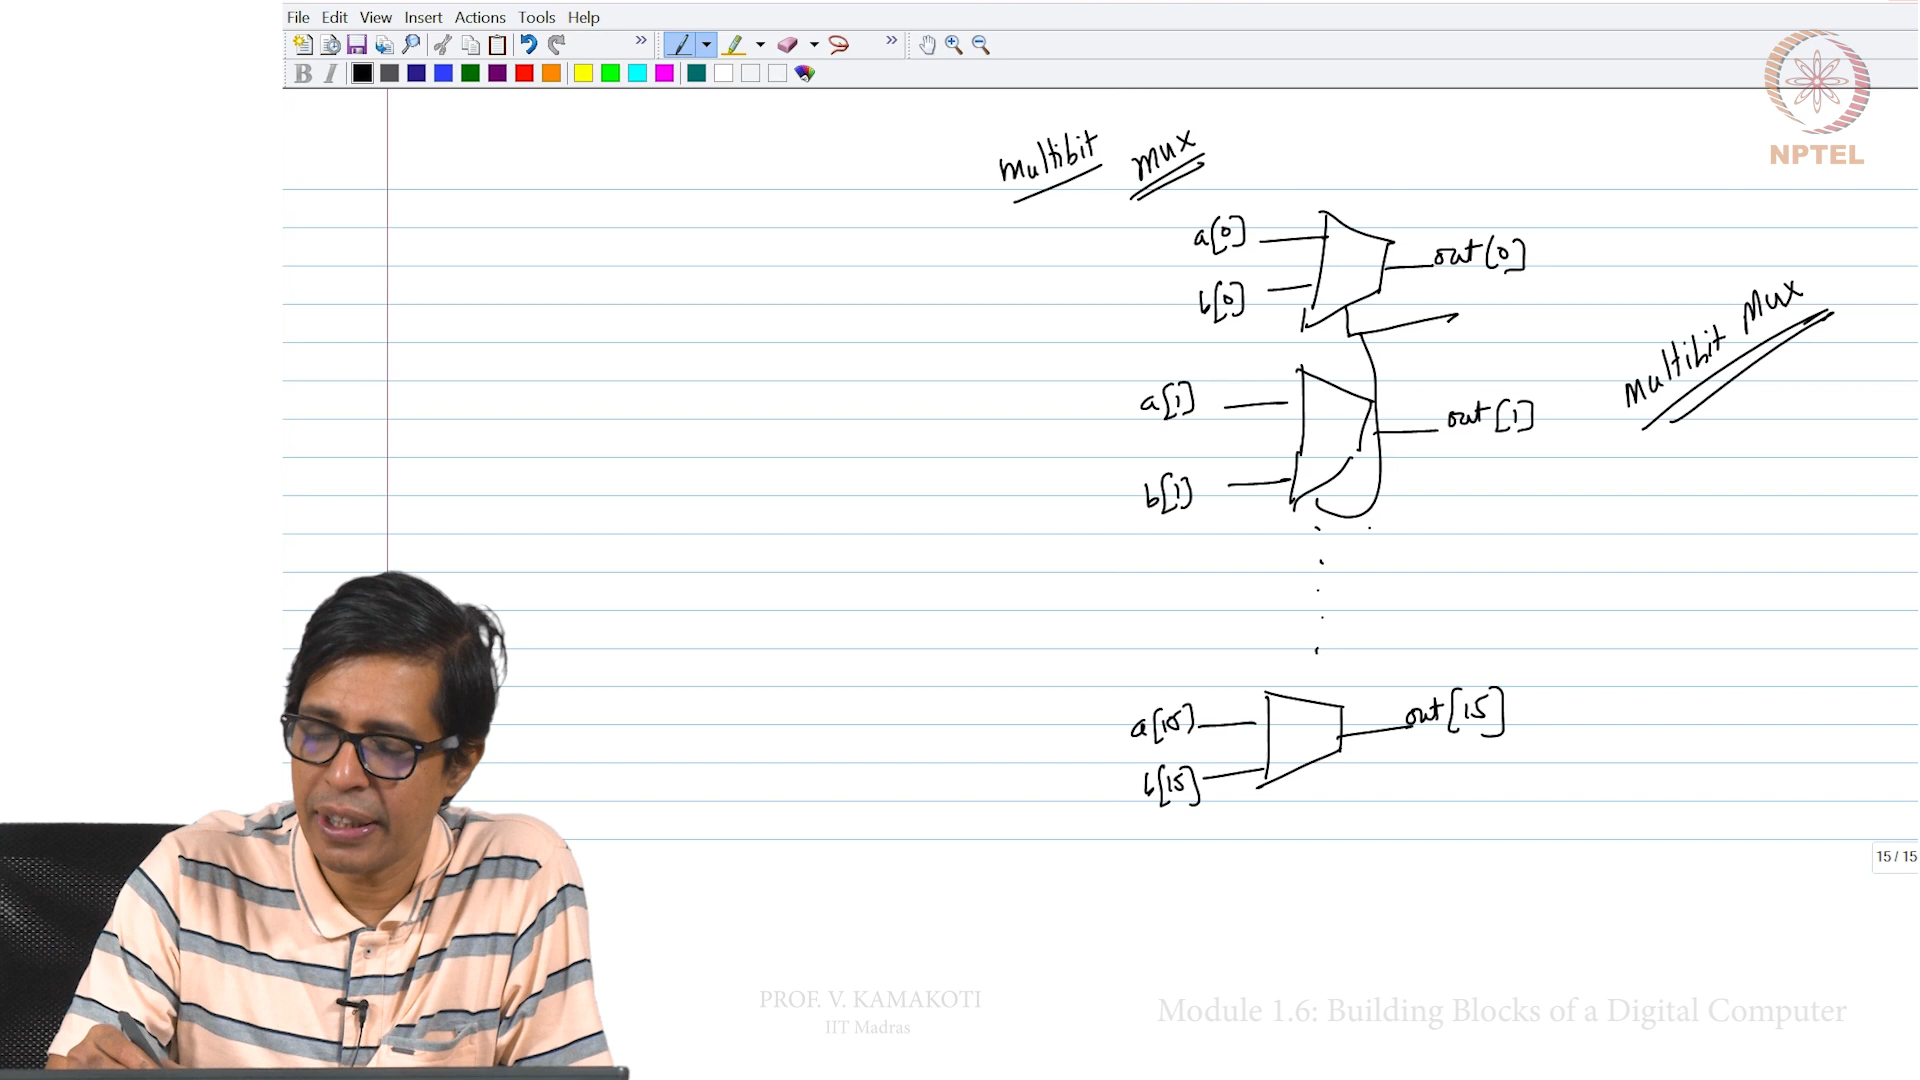 File Edit View Insert Actions Tools Help
B I
NPTEL
multibit mux
a[0]
out[0]
b[0]
multibit Mux
a[1]
out[1]
b[1]
a[15]
out[15]
b[15]
15 / 15
PROF. V. KAMAKOTI
IIT Madras
Module 1.6: Building Blocks of a Digital Computer